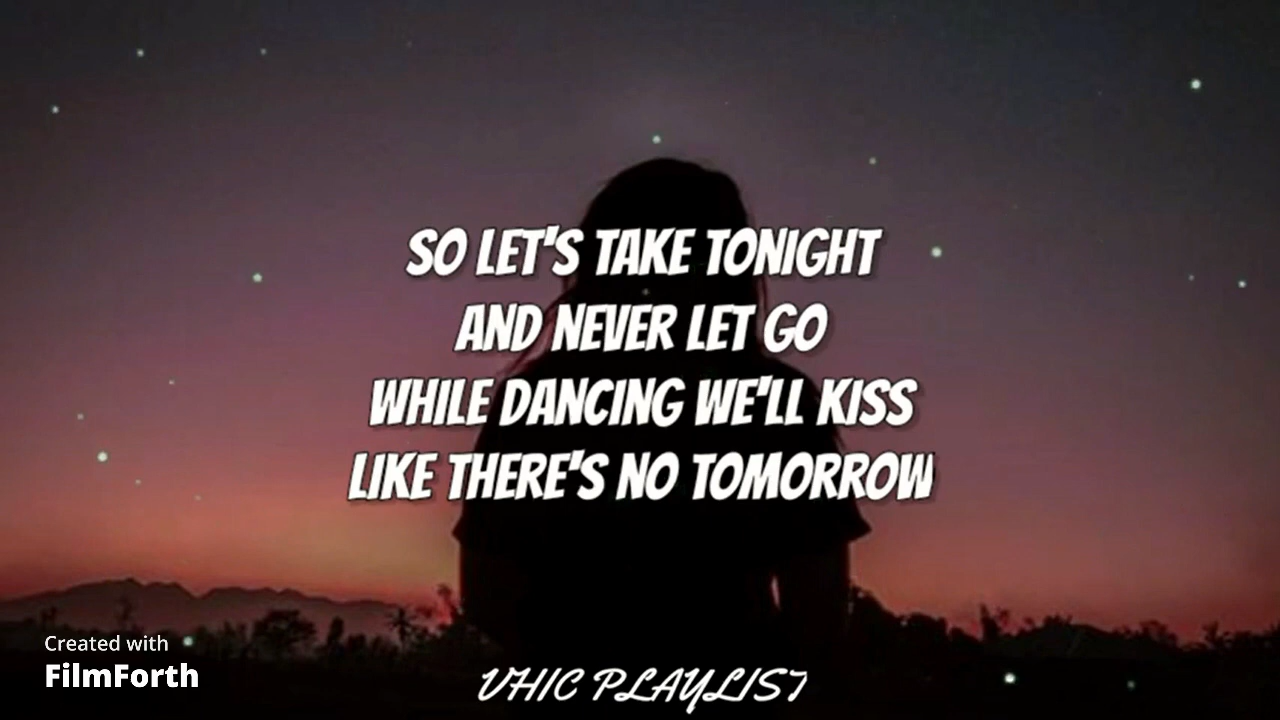 SO LET'S TAKE TONIGHT
AND NEVER LET GO
WHILE DANCING WE'LL KISS
LIKE THERE'S NO TOMORROW
Created with
FilmForth
VHIC PLAYLIST